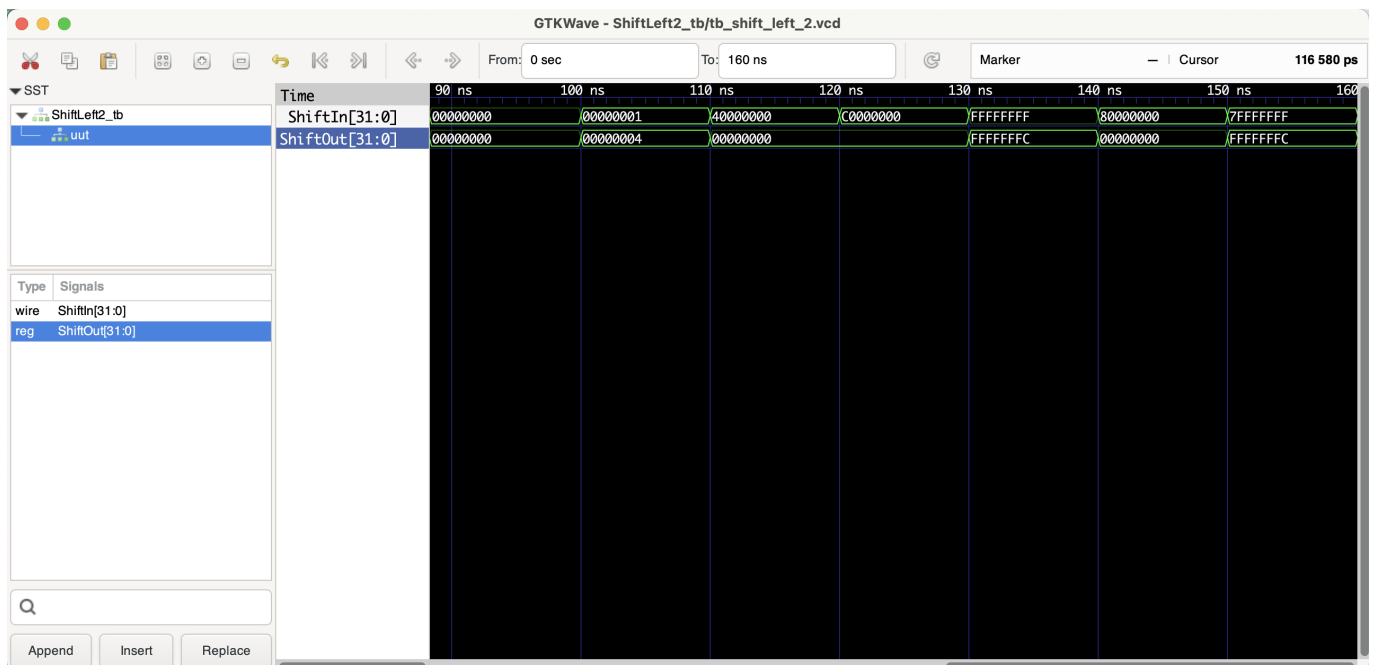 GTKWave - ShiftLeft2_tb/tb_shift_left_2.vcd
From: 0 sec To: 160 ns Marker -- | Cursor 116 580 ps
SST
ShiftLeft2_tb
uut
Type Signals
wire ShiftIn[31:0]
reg ShiftOut[31:0]
Append Insert Replace
Time 90 ns 100 ns 110 ns 120 ns 130 ns 140 ns 150 ns 160
ShiftIn[31:0] 00000000 00000001 40000000 C0000000 FFFFFFFF 80000000 7FFFFFFF
ShiftOut[31:0] 00000000 00000004 00000000 FFFFFFFC 00000000 FFFFFFFC